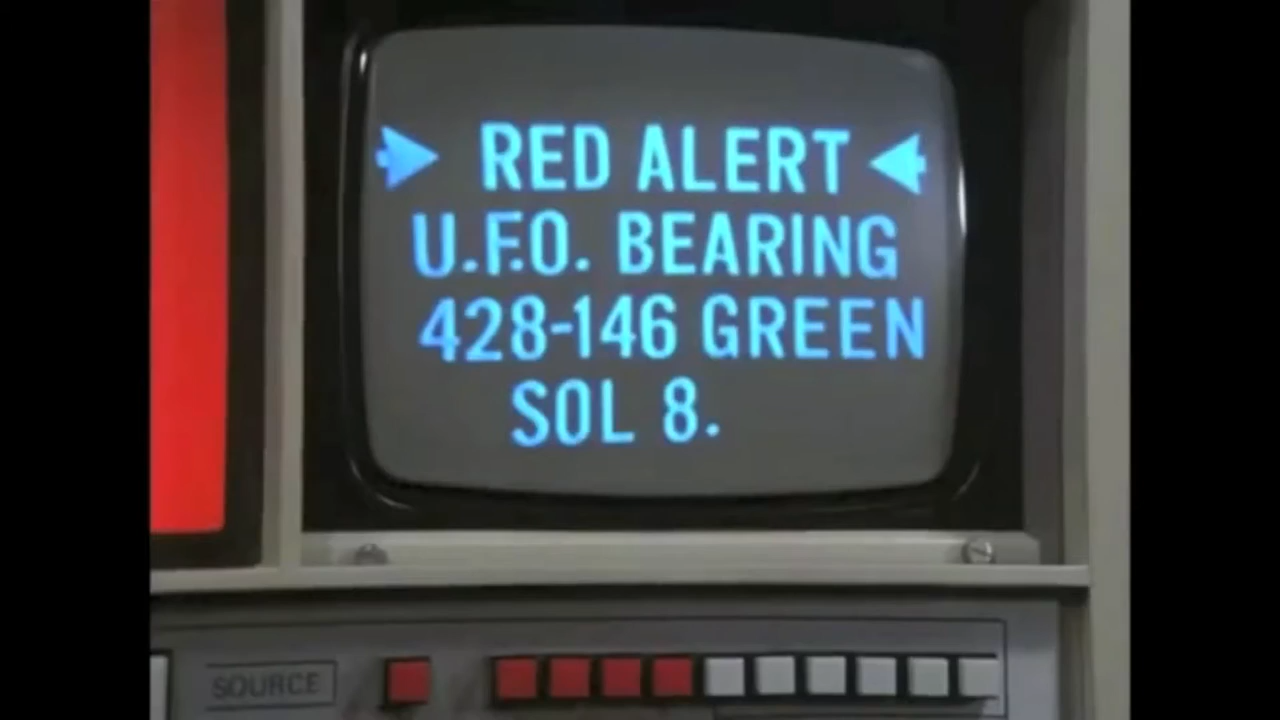 RED ALERT
U.F.O. BEARING
428-146 GREEN
SOL 8.
SOURCE